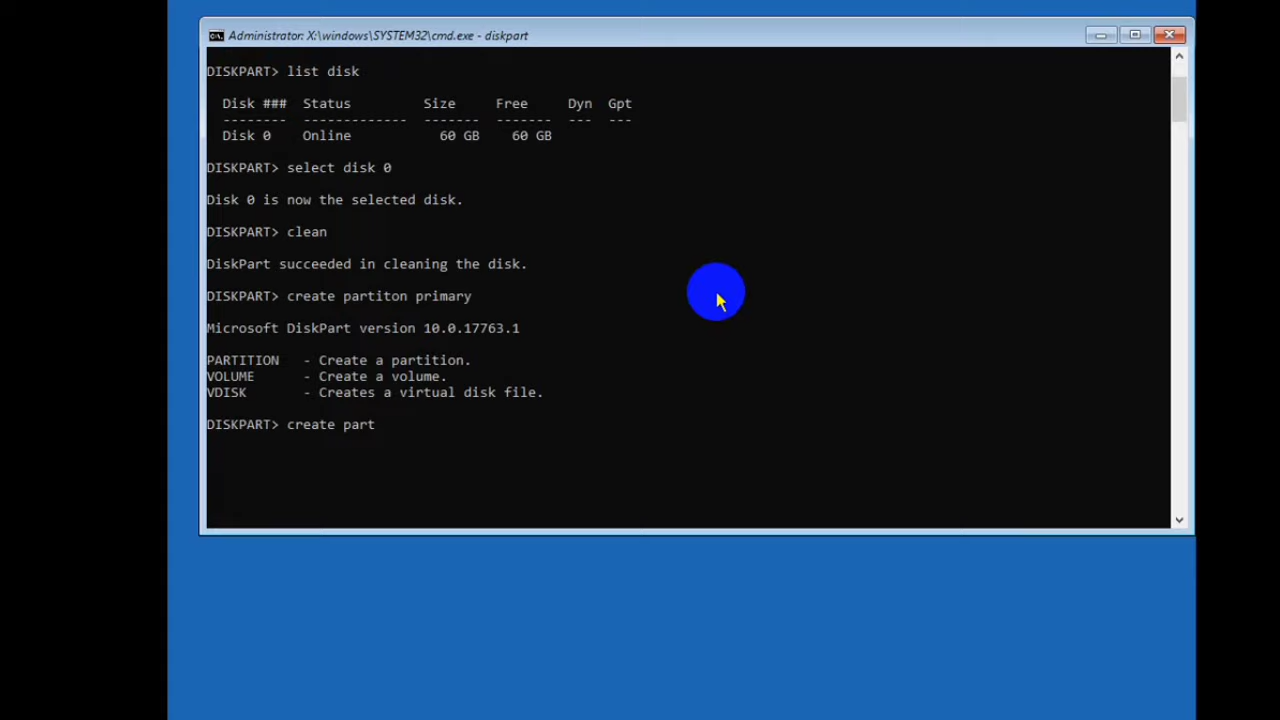 Administrator: X:\windows\SYSTEM32\cmd.exe - diskpart
DISKPART> list disk
Disk ### Status Size Free Dyn Gpt
-------- ------------- ------- ------- --- ---
Disk 0 Online 60 GB 60 GB
DISKPART> select disk 0
Disk 0 is now the selected disk.
DISKPART> clean
DiskPart succeeded in cleaning the disk.
DISKPART> create partiton primary
Microsoft DiskPart version 10.0.17763.1
PARTITION - Create a partition.
VOLUME - Create a volume.
VDISK - Creates a virtual disk file.
DISKPART> create part